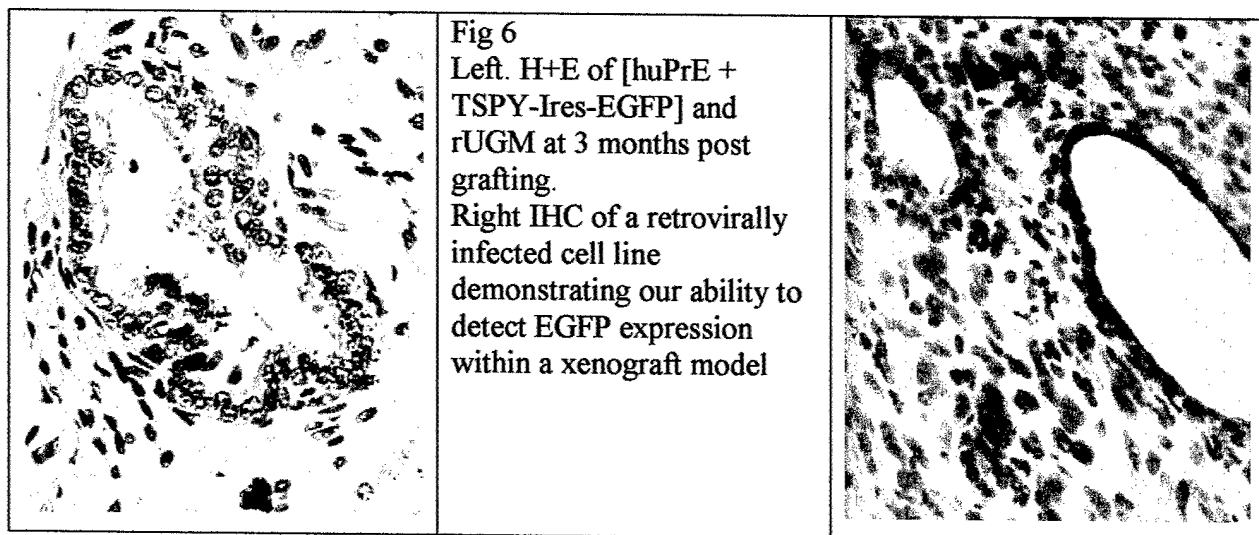 Fig 6
Left. H+E of [huPrE +
TSPY-Ires-EGFP] and
rUGM at 3 months post
grafting.
Right IHC of a retrovirally
infected cell line
demonstrating our ability to
detect EGFP expression
within a xenograft model